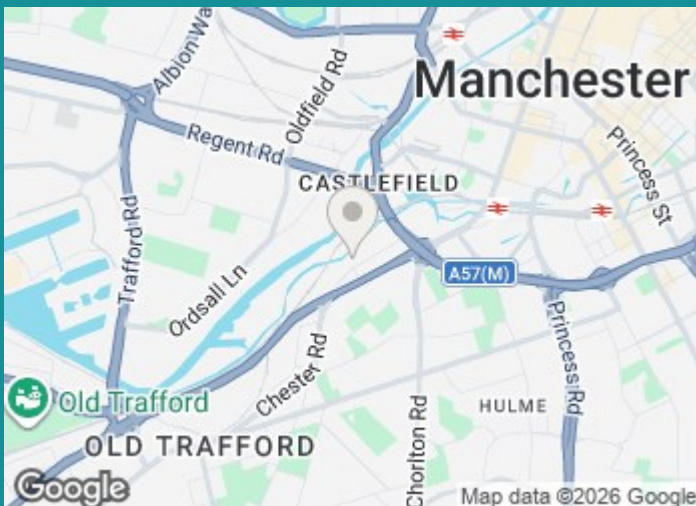 Albion Wa
Oldfield Rd
Manchester
Regent Rd
Princess St
CASTLEFIELD
Trafford Rd
Ordsall Ln
A57(M)
Princess Rd
Chester Rd
Chorlton Rd
HULME
Old Trafford
OLD TRAFFORD
Google
Map data ©2026 Google